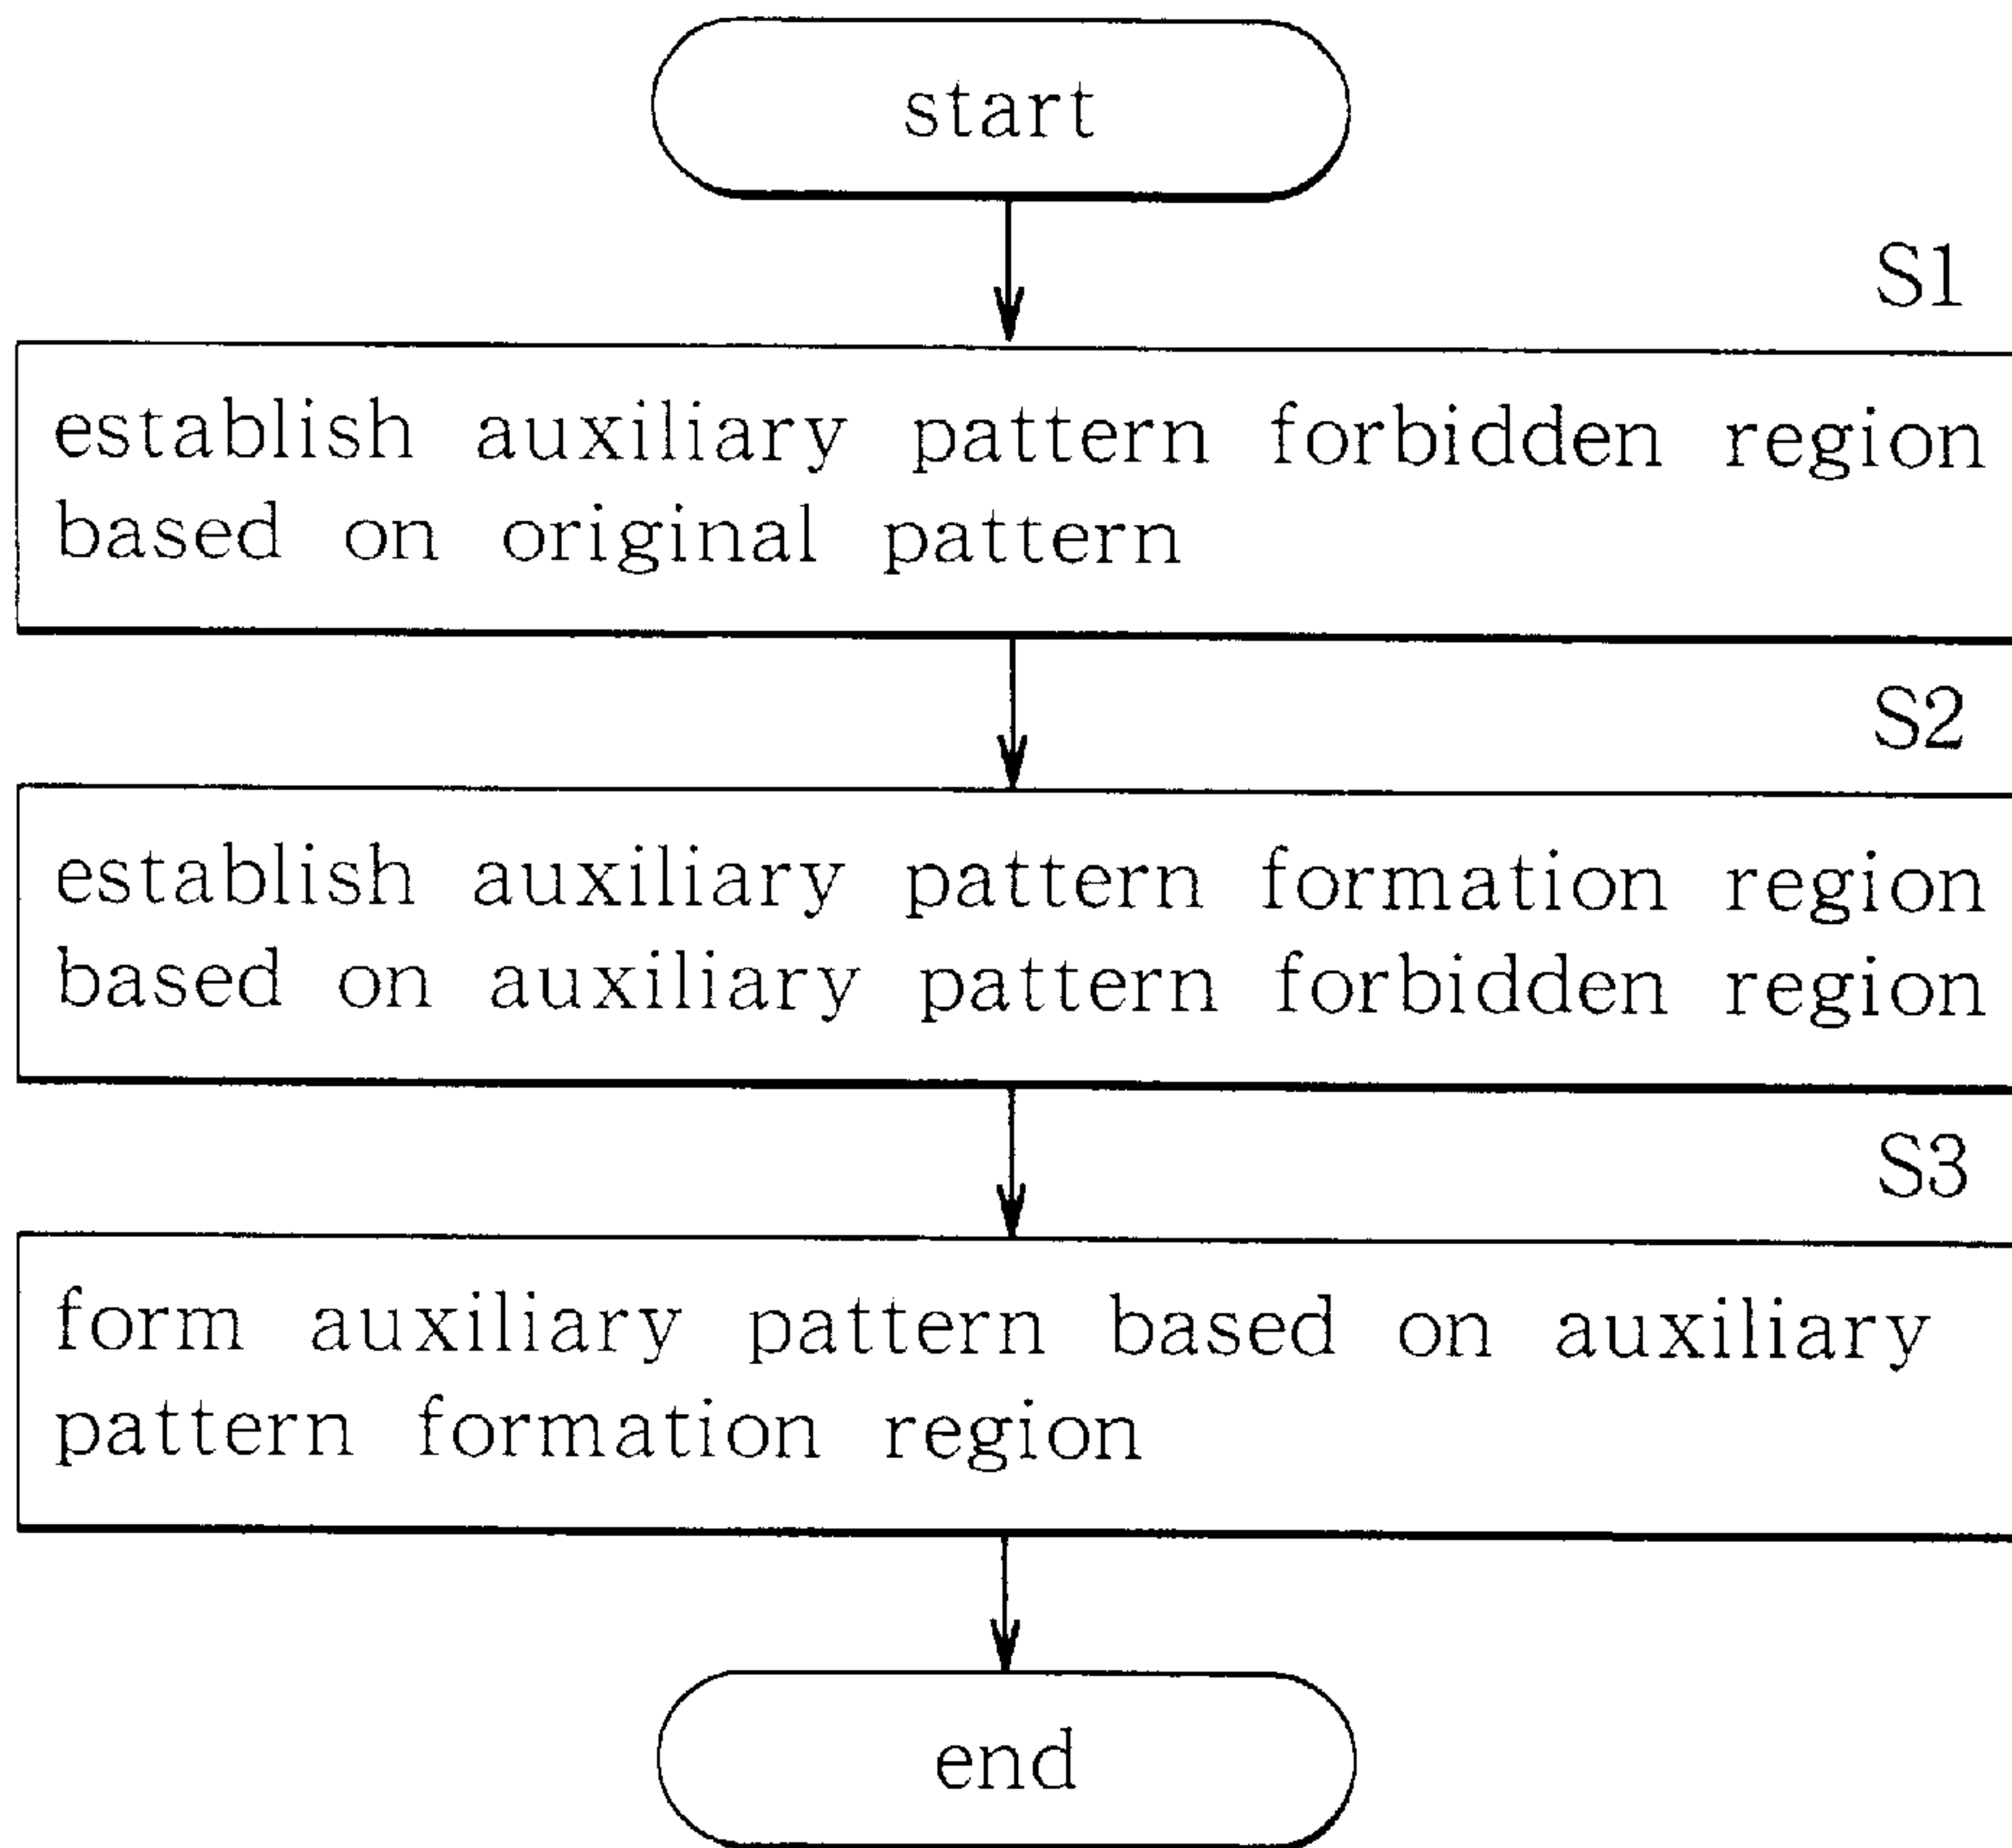 start
S1
establish auxiliary pattern forbidden region
based on original pattern
S2
establish auxiliary pattern formation region
based on auxiliary pattern forbidden region
S3
form auxiliary pattern based on auxiliary
pattern formation region
end